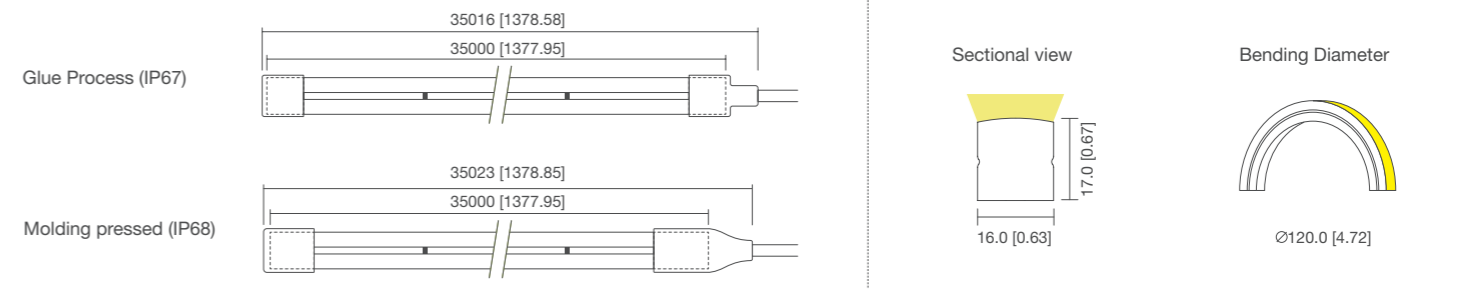 35016 [1378.58]
35000 [1377.95]
Glue Process (IP67)
35023 [1378.85]
35000 [1377.95]
Molding pressed (IP68)
Sectional view
17.0 [0.67]
16.0 [0.63]
Bending Diameter
∅120.0 [4.72]